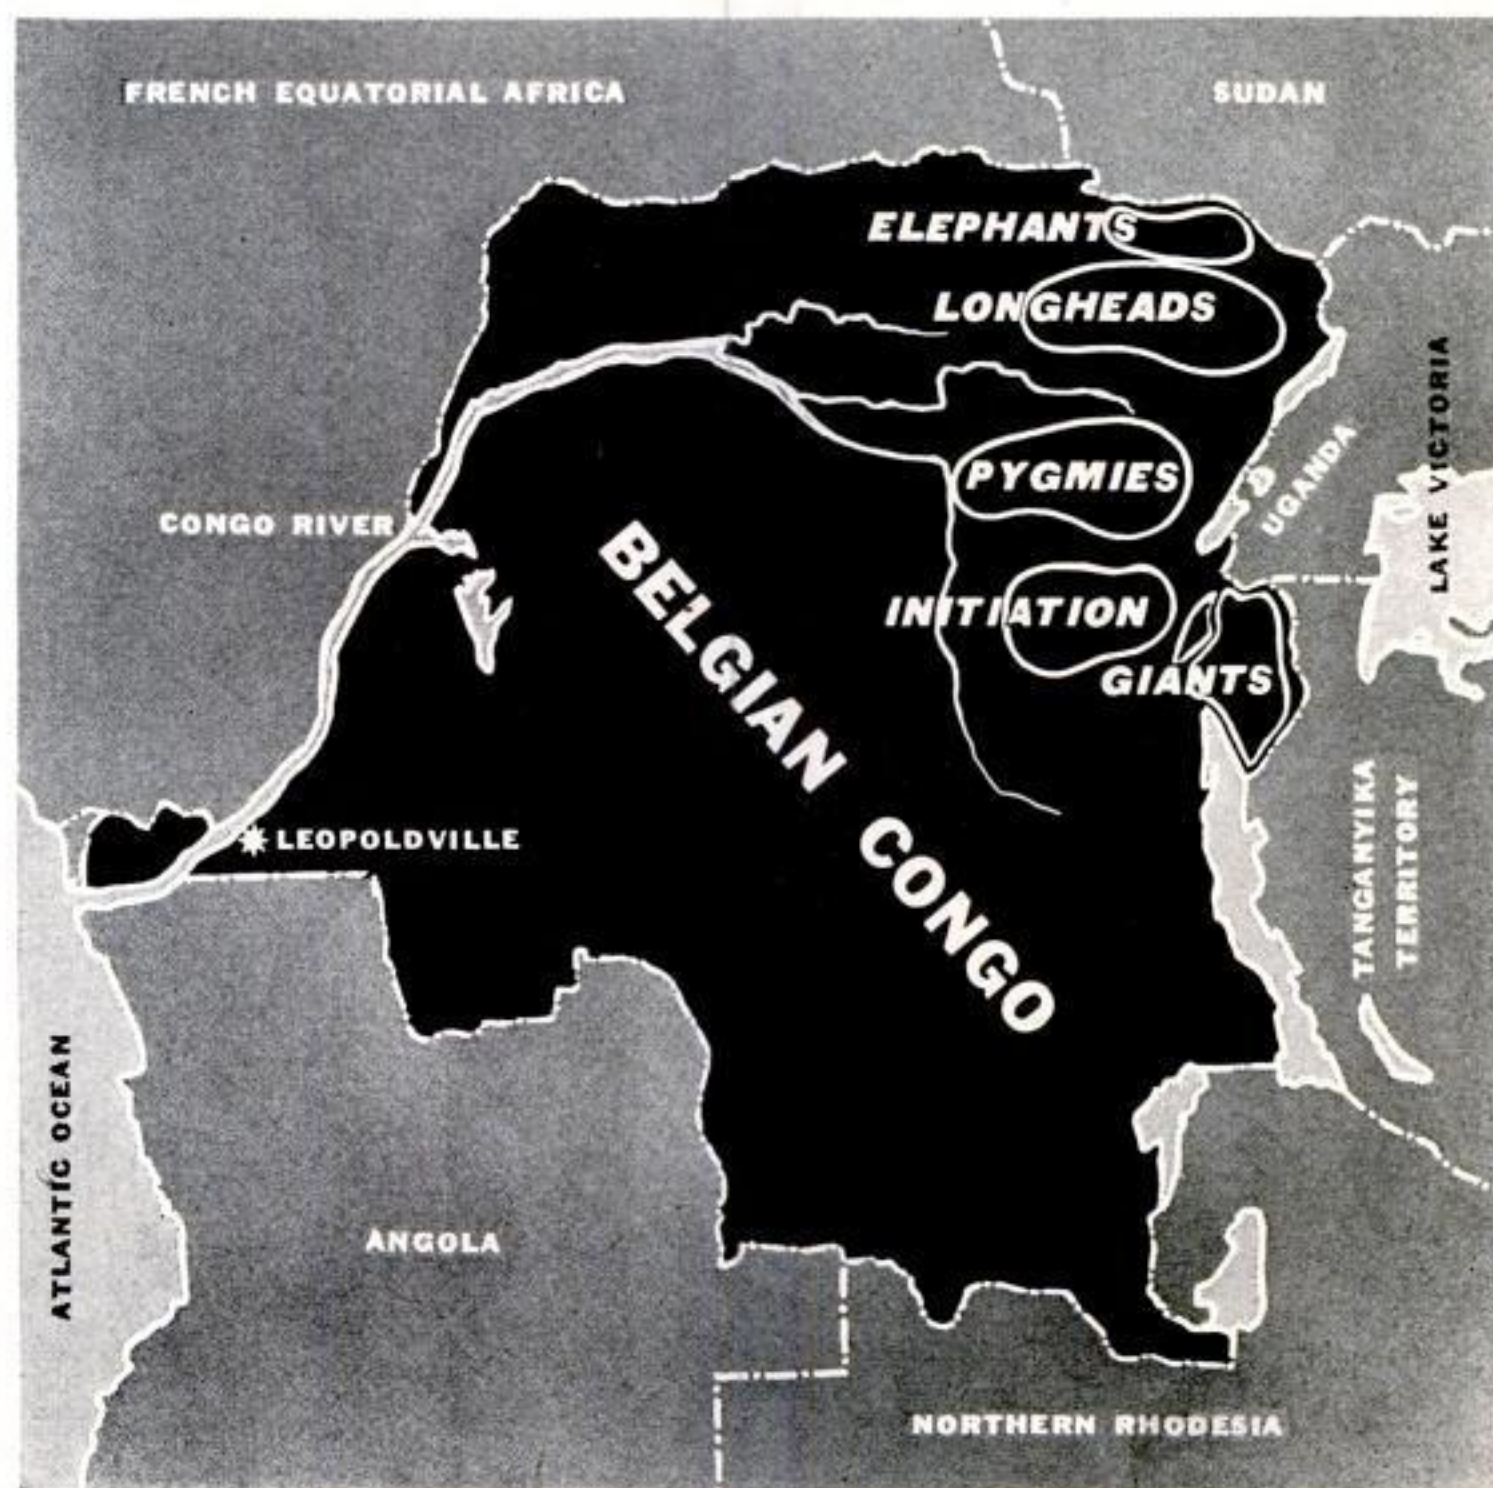 FRENCH EQUATORIAL AFRICA
SUDAN
ELEPHANTS
LONGHEADS
LAKE VICTORIA
PYGMIES
UGANDA
CONGO RIVER
BELGIAN CONGO
INITIATION
GIANTS
LEOPOLDVILLE
TANGANYIKA
TERRITORY
ATLANTIC OCEAN
ANGOLA
NORTHERN RHODESIA